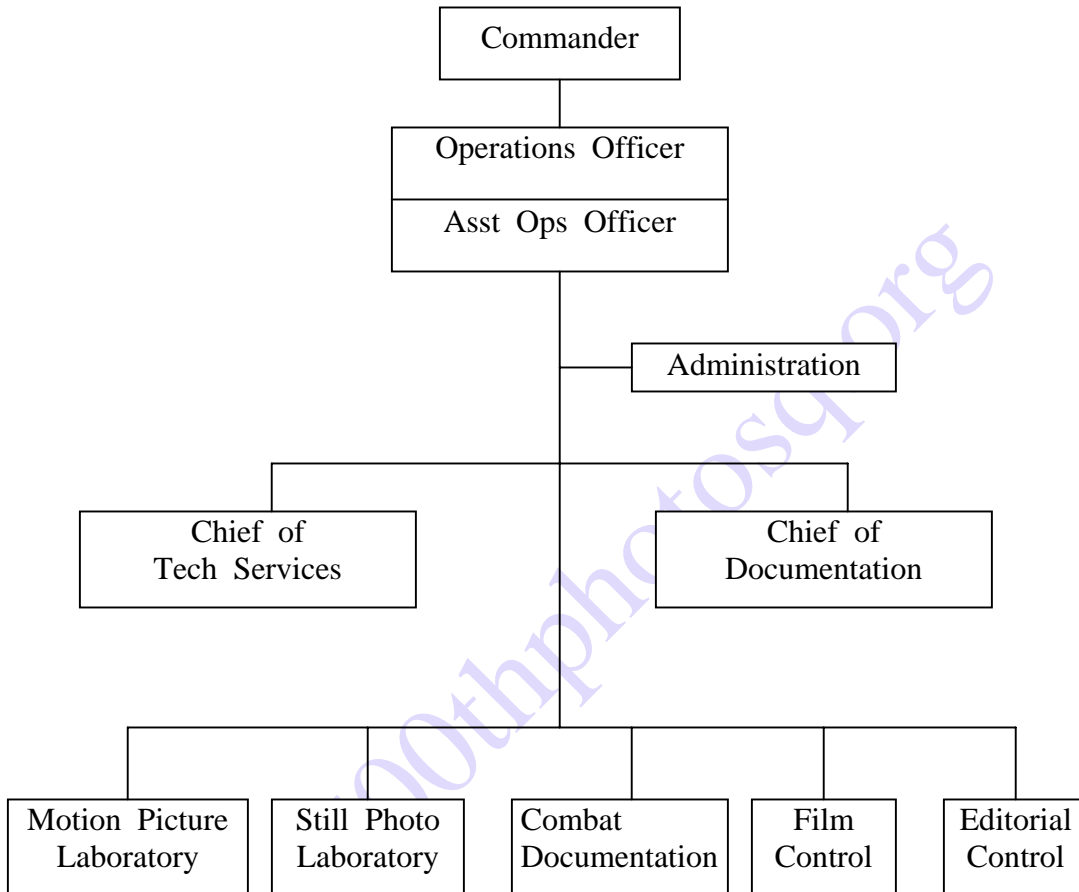 Commander
Operations Officer
Asst Ops Officer
Administration
Chief of
Tech Services
Chief of
Documentation
Motion Picture
Laboratory
Still Photo
Laboratory
Combat
Documentation
Film
Control
Editorial
Control